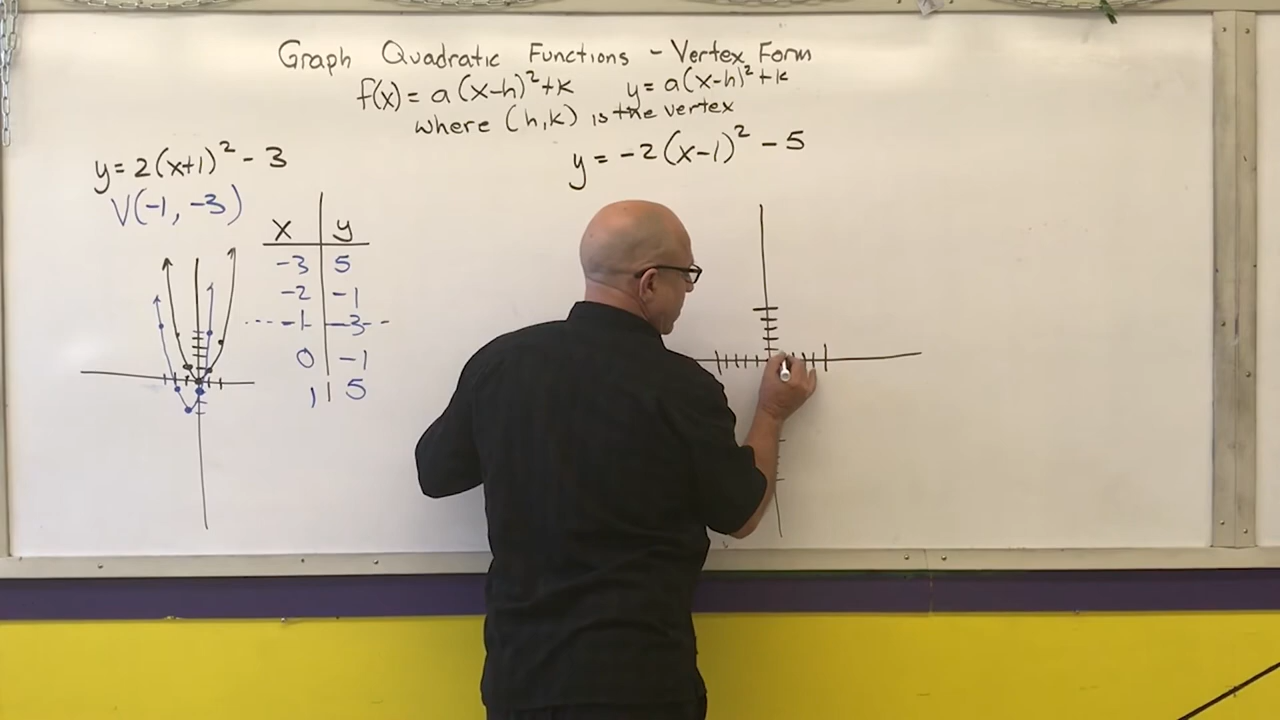 Graph Quadratic Functions - Vertex Form
f(x) = a(x-h)²+k y = a(x-h)²+k
where (h,k) is the vertex
y = 2(x+1)² - 3
V(-1, -3)
x y
-3 5
-2 -1
-1 -3
0 -1
1 5
y = -2(x-1)² - 5